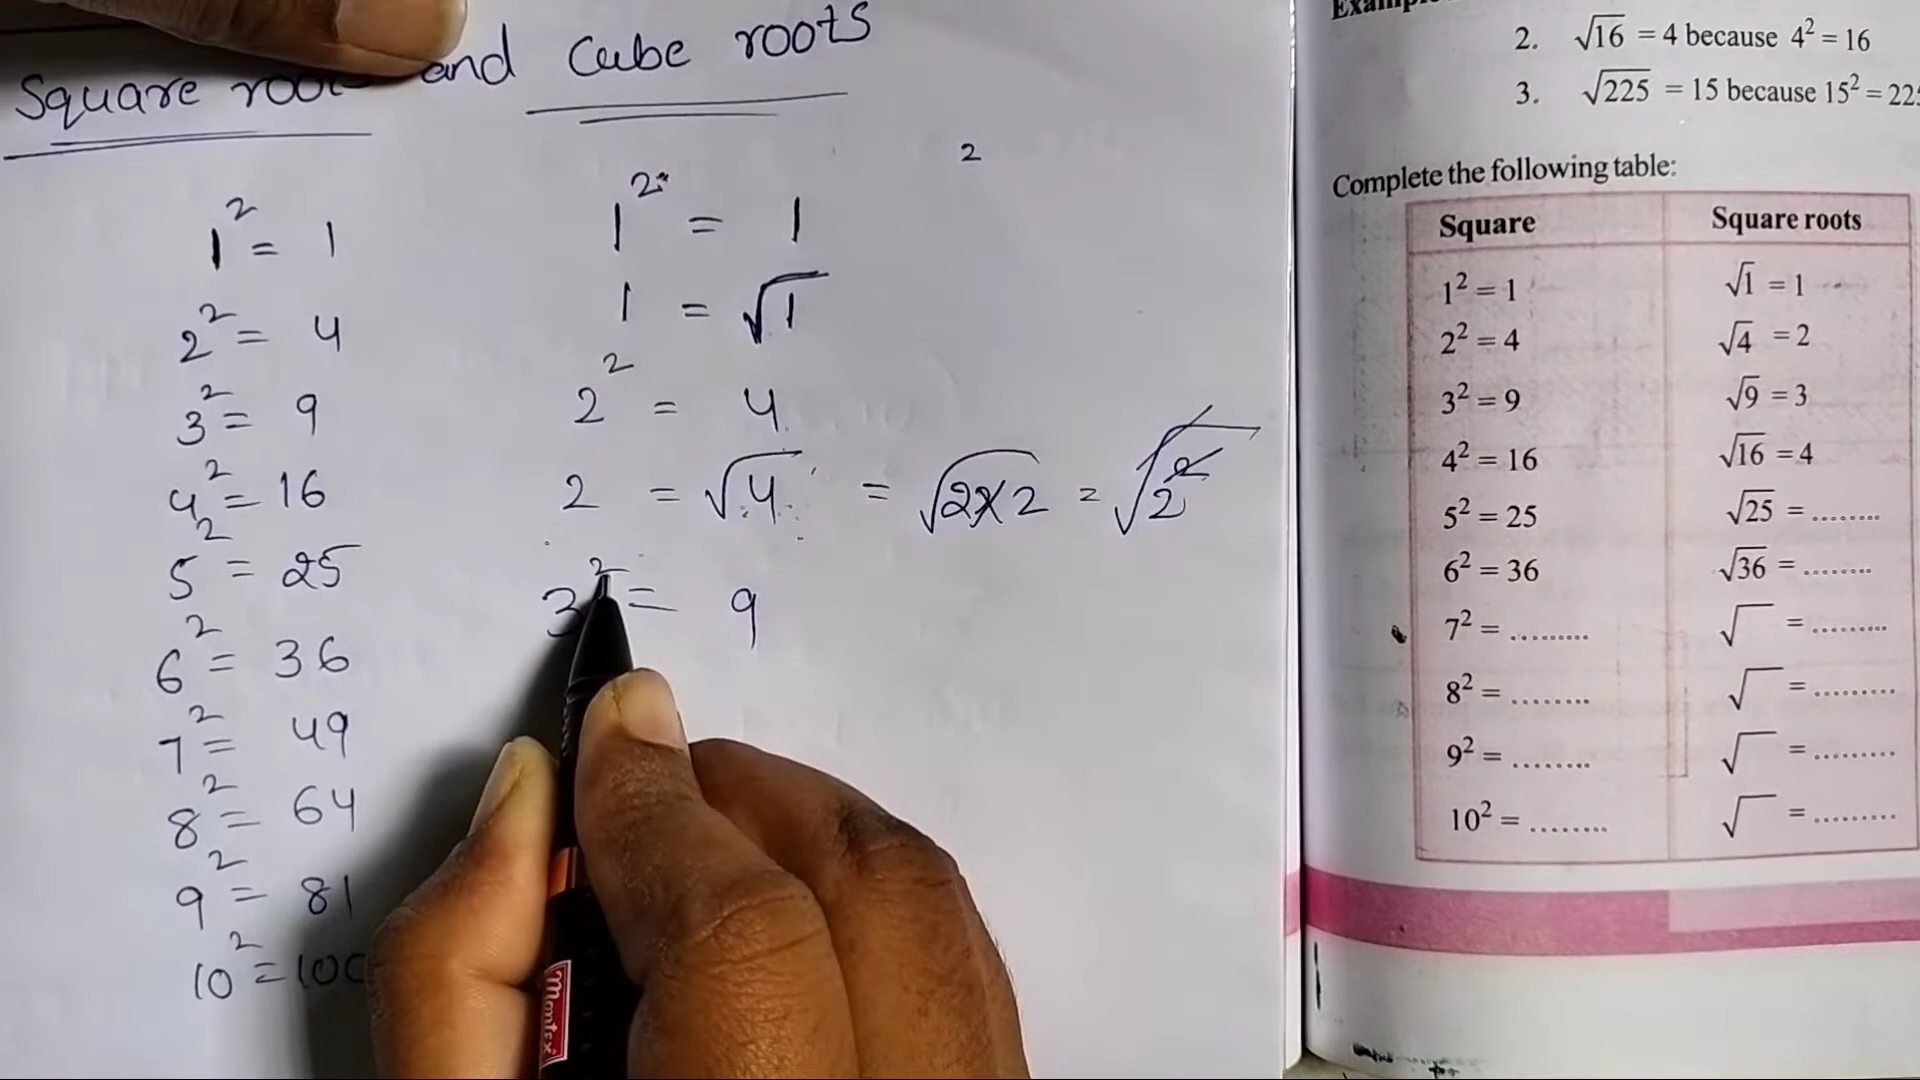 Square root and Cube roots
1² = 1
2² = 4
3² = 9
4² = 16
5² = 25
6² = 36
7² = 49
8² = 64
9² = 81
10² = 100
2
1² = 1
1 = √1
2² = 4
2 = √4 = √2×2 = √2²
3² = 9
Montex
2. √16 = 4 because 4² = 16
3. √225 = 15 because 15² = 22
Complete the following table:
Square Square roots
1² = 1 √1 = 1
2² = 4 √4 = 2
3² = 9 √9 = 3
4² = 16 √16 = 4
5² = 25 √25 = ........
6² = 36 √36 = ........
7² = ......... √ = .........
8² = ........ √ = .........
9² = ........ √ = .........
10² = ........ √ = .........